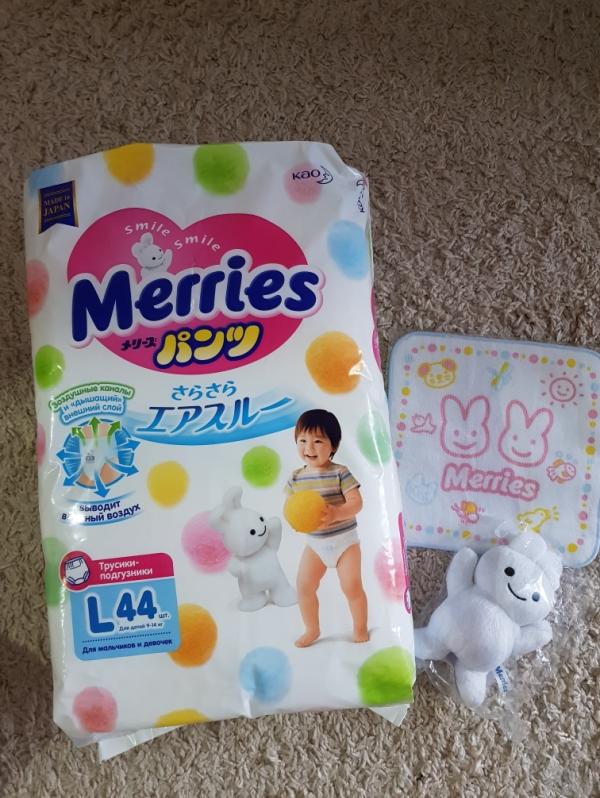 MADE in
JAPAN
Kao
Smile Smile
Merries
メリーズ パンツ
さらさら
エアスルー
Воздушные каналы
и «дышащий»
внешний слой
Выводит
воздух
Трусики-
подгузники
L 44 шт.
Для детей 9-14 кг
Для мальчиков и девочек
Merries
Merries